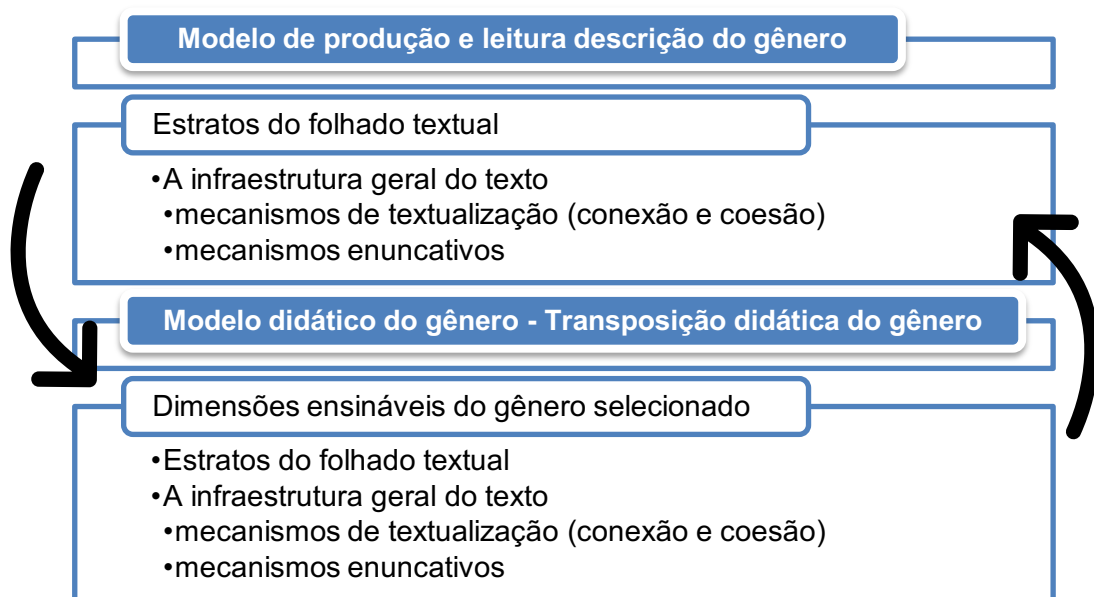 Modelo de produção e leitura descrição do gênero
Estratos do folhado textual
•A infraestrutura geral do texto
•mecanismos de textualização (conexão e coesão)
•mecanismos enuncativos
Modelo didático do gênero - Transposição didática do gênero
Dimensões ensináveis do gênero selecionado
•Estratos do folhado textual
•A infraestrutura geral do texto
•mecanismos de textualização (conexão e coesão)
•mecanismos enuncativos